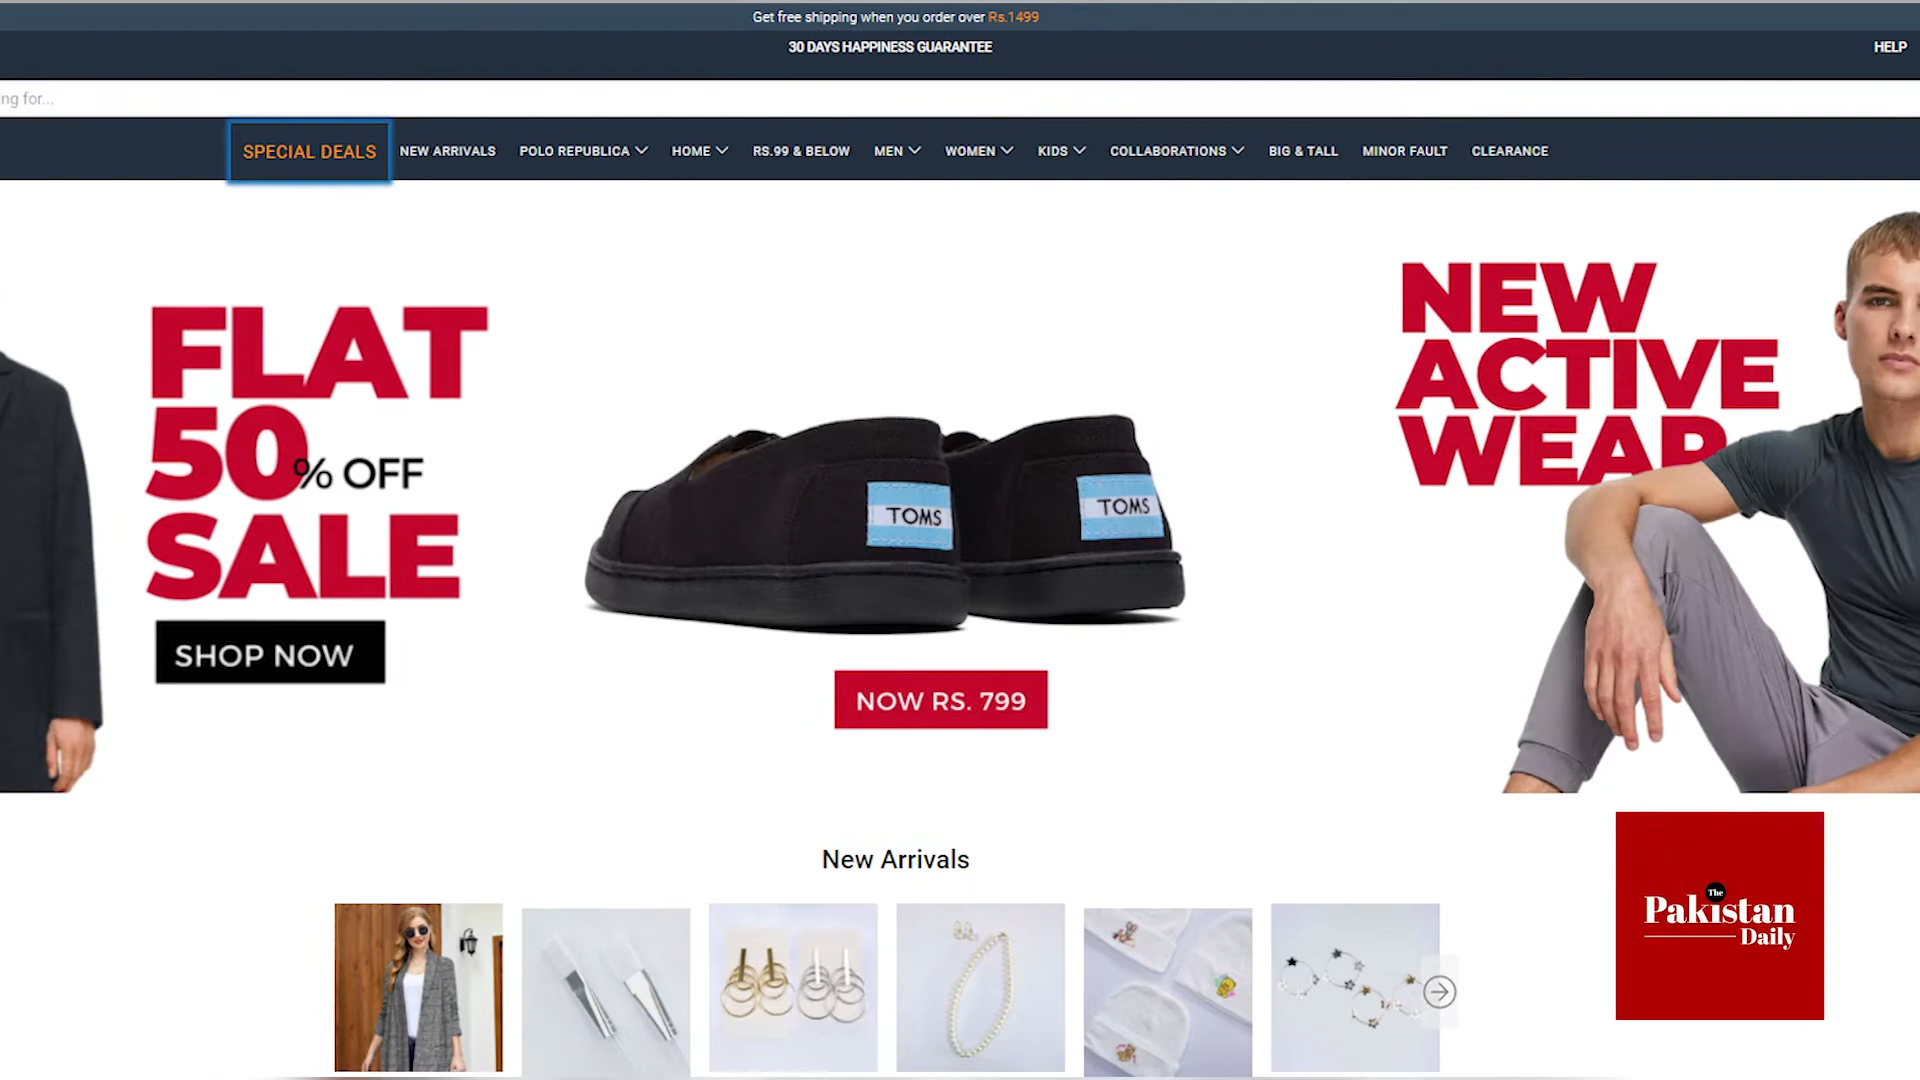 Get free shipping when you order over Rs.1499
30 DAYS HAPPINESS GUARANTEE
HELP
ng for...
SPECIAL DEALS NEW ARRIVALS POLO REPUBLICA HOME RS.99 & BELOW MEN WOMEN KIDS COLLABORATIONS BIG & TALL MINOR FAULT CLEARANCE
FLAT
50% OFF
SALE
SHOP NOW
TOMS
TOMS
NOW RS. 799
NEW
ACTIVE
WEAR
New Arrivals
The
Pakistan
Daily